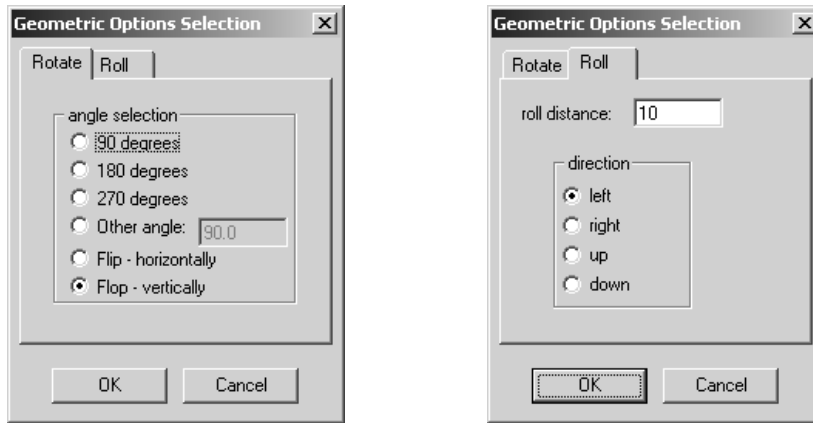 Geometric Options Selection
Rotate Roll
angle selection
90 degrees
180 degrees
270 degrees
Other angle: 90.0
Flip - horizontally
Flop - vertically
OK Cancel
Geometric Options Selection
Rotate Roll
roll distance: 10
direction
left
right
up
down
OK Cancel